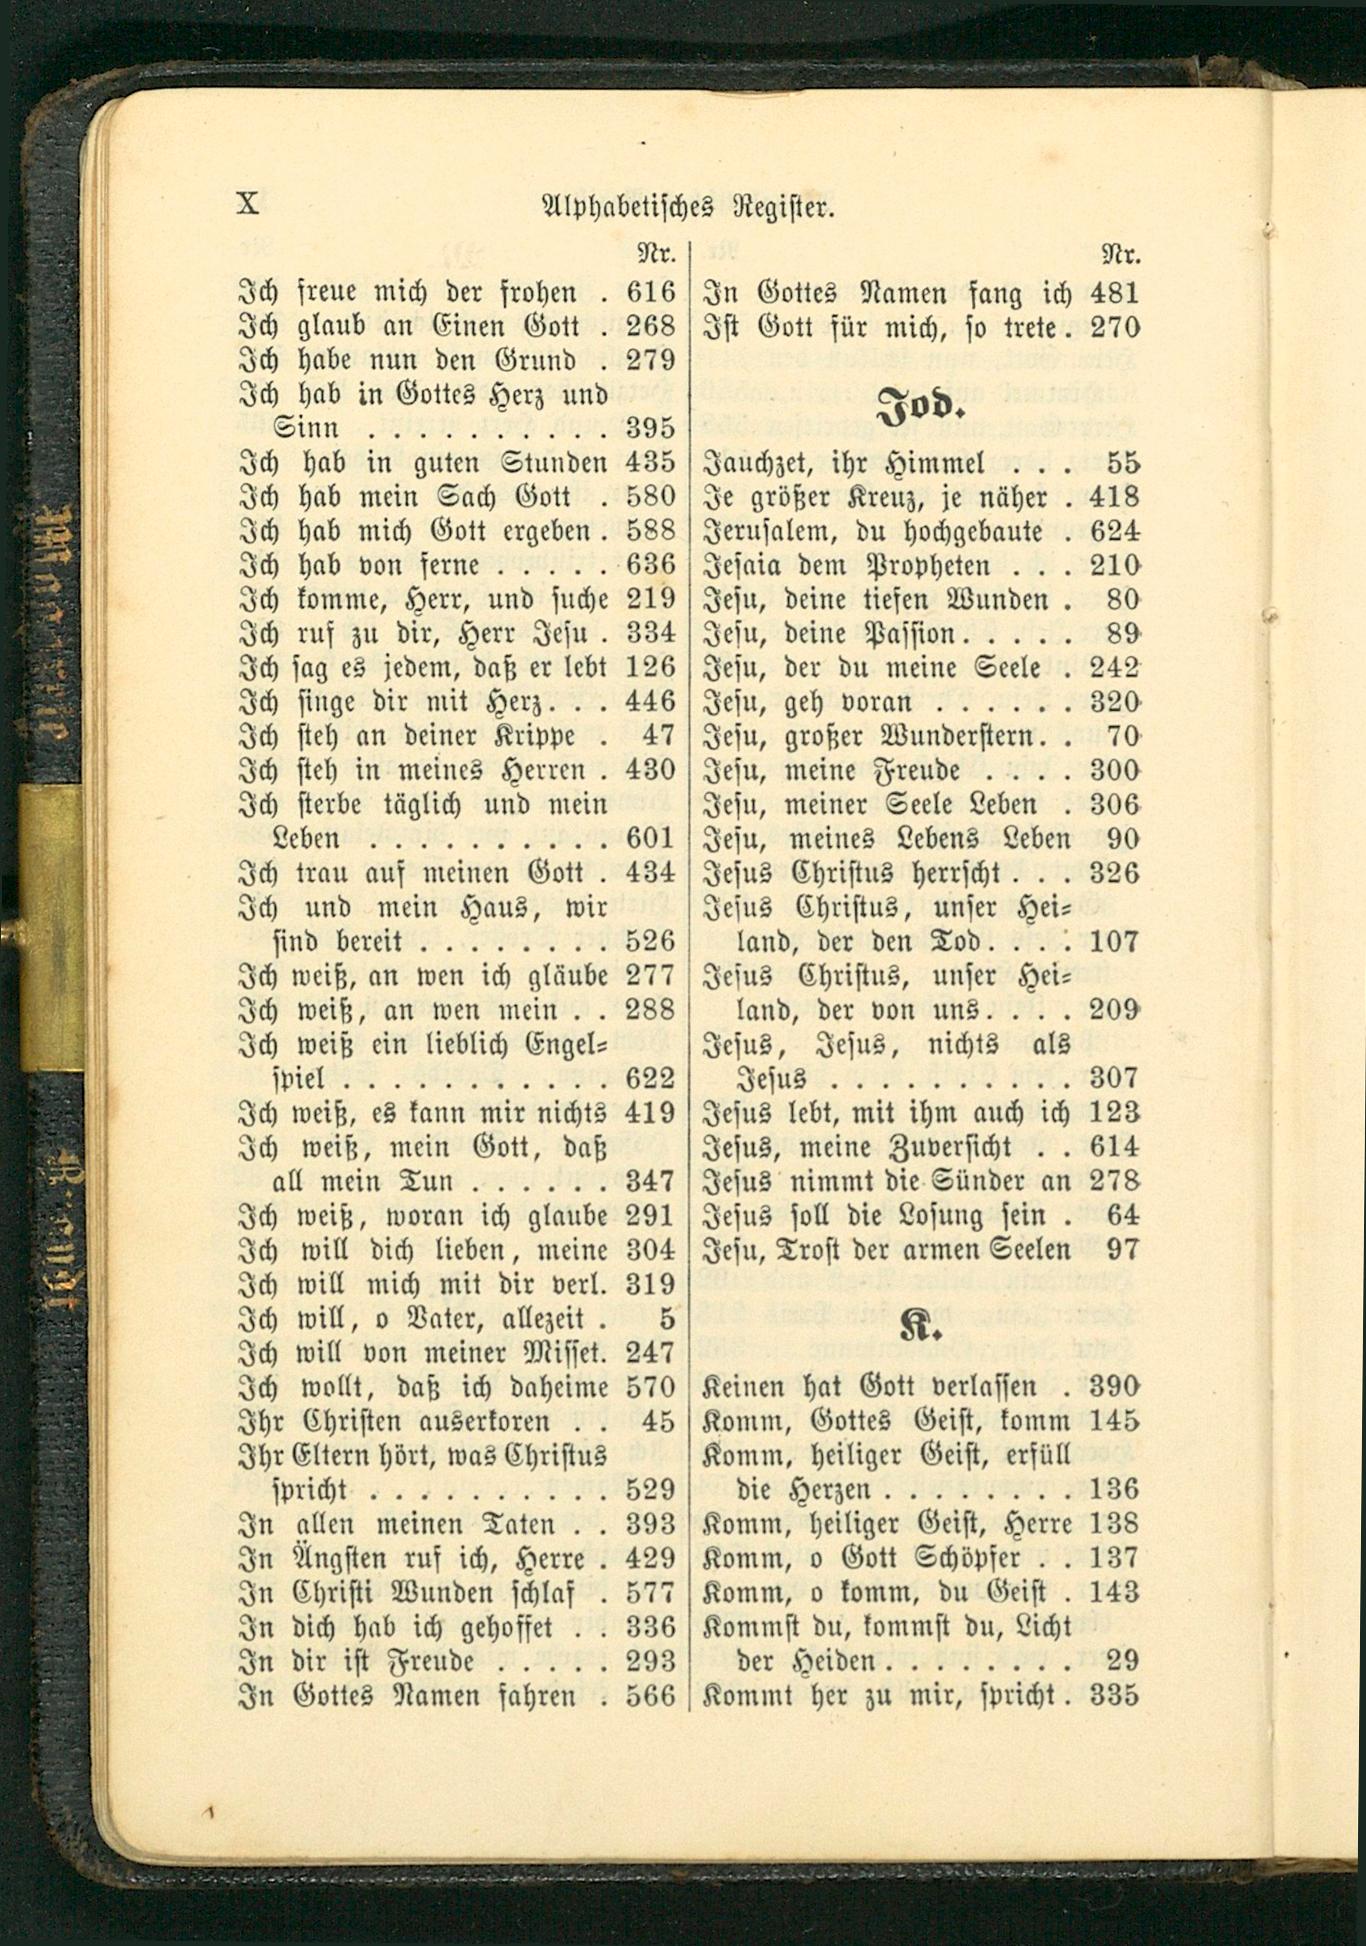 X
Alphabetisches Register.
Nr.
Ich freue mich der frohen . 616
Ich glaub an Einen Gott . 268
Ich habe nun den Grund . 279
Ich hab in Gottes Herz und
Sinn . . . . . . . . . . 395
Ich hab in guten Stunden 435
Ich hab mein Sach Gott . 580
Ich hab mich Gott ergeben . 588
Ich hab von ferne . . . . . 636
Ich komme, Herr, und suche 219
Ich ruf zu dir, Herr Jesu . 334
Ich sag es jedem, daß er lebt 126
Ich singe dir mit Herz . . . 446
Ich steh an deiner Krippe . 47
Ich steh in meines Herren . 430
Ich sterbe täglich und mein
Leben . . . . . . . . . . 601
Ich trau auf meinen Gott . 434
Ich und mein Haus, wir
sind bereit . . . . . . . . 526
Ich weiß, an wen ich gläube 277
Ich weiß, an wen mein . . 288
Ich weiß ein lieblich Engel-
spiel . . . . . . . . . . . 622
Ich weiß, es kann mir nichts 419
Ich weiß, mein Gott, daß
all mein Tun . . . . . . 347
Ich weiß, woran ich glaube 291
Ich will dich lieben, meine 304
Ich will mich mit dir verl. 319
Ich will, o Vater, allezeit . 5
Ich will von meiner Misset. 247
Ich wollt, daß ich daheime 570
Ihr Christen auserkoren . . 45
Ihr Eltern hört, was Christus
spricht . . . . . . . . . . 529
In allen meinen Taten . . 393
In Ängsten ruf ich, Herre . 429
In Christi Wunden schlaf . 577
In dich hab ich gehoffet . . 336
In dir ist Freude . . . . . 293
In Gottes Namen fahren . 566
Nr.
In Gottes Namen fang ich 481
Ist Gott für mich, so trete . 270
Jod.
Jauchzet, ihr Himmel . . . 55
Je größer Kreuz, je näher . 418
Jerusalem, du hochgebaute . 624
Jesaia dem Propheten . . . 210
Jesu, deine tiefen Wunden . 80
Jesu, deine Passion . . . . . 89
Jesu, der du meine Seele . 242
Jesu, geh voran . . . . . . 320
Jesu, großer Wunderstern . . 70
Jesu, meine Freude . . . . 300
Jesu, meiner Seele Leben . 306
Jesu, meines Lebens Leben 90
Jesus Christus herrscht . . . 326
Jesus Christus, unser Hei-
land, der den Tod . . . . 107
Jesus Christus, unser Hei-
land, der von uns . . . . 209
Jesus, Jesus, nichts als
Jesus . . . . . . . . . . 307
Jesus lebt, mit ihm auch ich 123
Jesus, meine Zuversicht . . 614
Jesus nimmt die Sünder an 278
Jesus soll die Losung sein . 64
Jesu, Trost der armen Seelen 97
K.
Keinen hat Gott verlassen . 390
Komm, Gottes Geist, komm 145
Komm, heiliger Geist, erfüll
die Herzen . . . . . . . . 136
Komm, heiliger Geist, Herre 138
Komm, o Gott Schöpfer . . 137
Komm, o komm, du Geist . 143
Kommst du, kommst du, Licht
der Heiden . . . . . . . . 29
Kommt her zu mir, spricht . 335